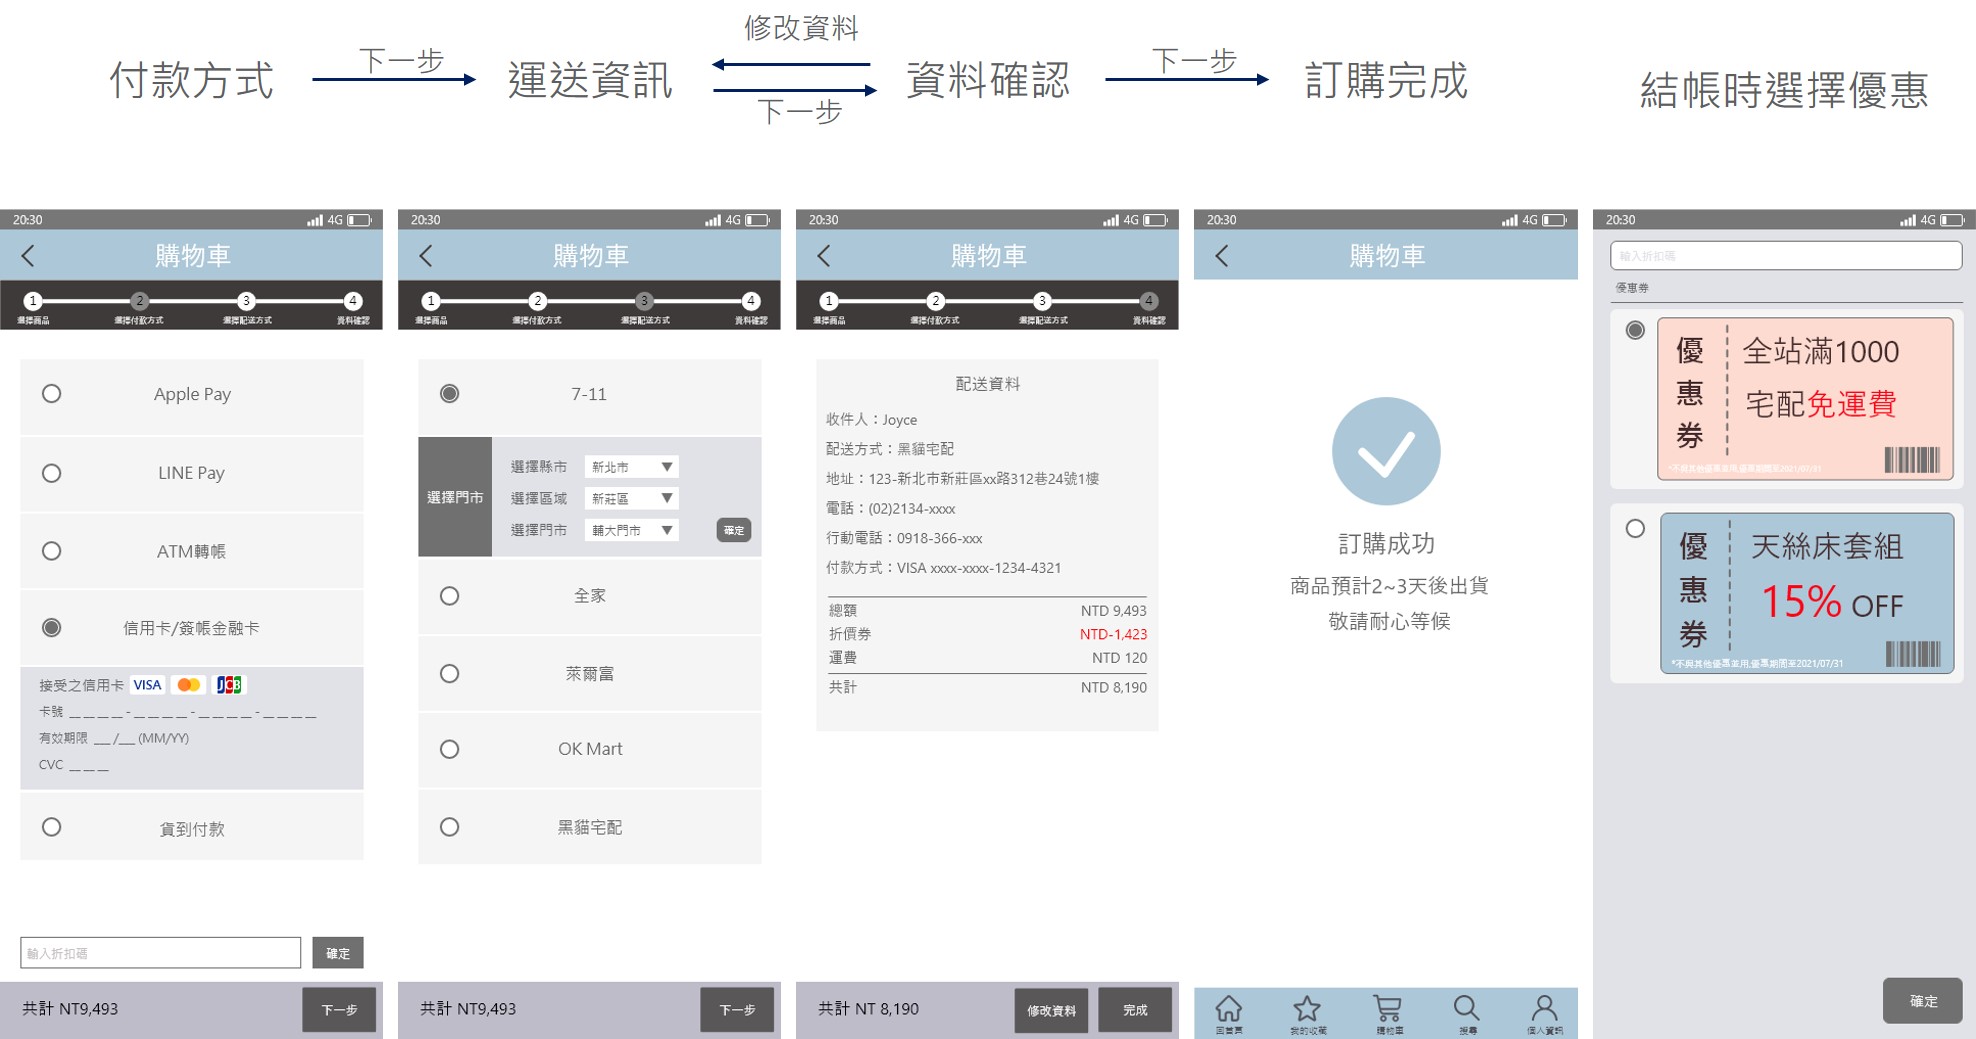 付款方式
下一步
運送資訊
修改資料
下一步
資料確認
下一步
訂購完成
結帳時選擇優惠
20:30
4G
購物車
1
2
3
4
選擇商品
選擇付款方式
選擇配送方式
資料確認
Apple Pay
LINE Pay
ATM轉帳
信用卡/簽帳金融卡
接受之信用卡 VISA JCB
卡號 __ __ __ __ - __ __ __ __ - __ __ __ __ - __ __ __ __
有效期限 __ /__ (MM/YY)
CVC __ __ __
貨到付款
輸入折扣碼
確定
共計 NT9,493
下一步
20:30
4G
購物車
1
2
3
4
選擇商品
選擇付款方式
選擇配送方式
資料確認
7-11
選擇門市
選擇縣市 新北市
選擇區域 新莊區
選擇門市 輔大門市
確定
全家
萊爾富
OK Mart
黑貓宅配
共計 NT9,493
下一步
20:30
4G
購物車
1
2
3
4
選擇商品
選擇付款方式
選擇配送方式
資料確認
配送資料
收件人：Joyce
配送方式：黑貓宅配
地址：123-新北市新莊區xx路312巷24號1樓
電話：(02)2134-xxxx
行動電話：0918-366-xxx
付款方式：VISA xxxx-xxxx-1234-4321
總額 NTD 9,493
折價券 NTD-1,423
運費 NTD 120
共計 NTD 8,190
共計 NT 8,190
修改資料
完成
20:30
4G
購物車
訂購成功
商品預計2~3天後出貨
敬請耐心等候
回首頁
我的收藏
購物車
搜尋
個人資訊
20:30
4G
輸入折扣碼
優惠券
優惠券
全站滿1000
宅配免運費
*不與其他優惠並用,優惠期間至2021/07/31
優惠券
天絲床套組
15% OFF
*不與其他優惠並用,優惠期間至2021/07/31
確定